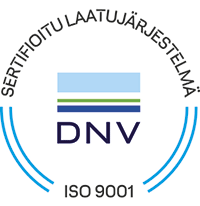 SERTIFIOITU LAATUJÄRJESTELMÄ
DNV
ISO 9001